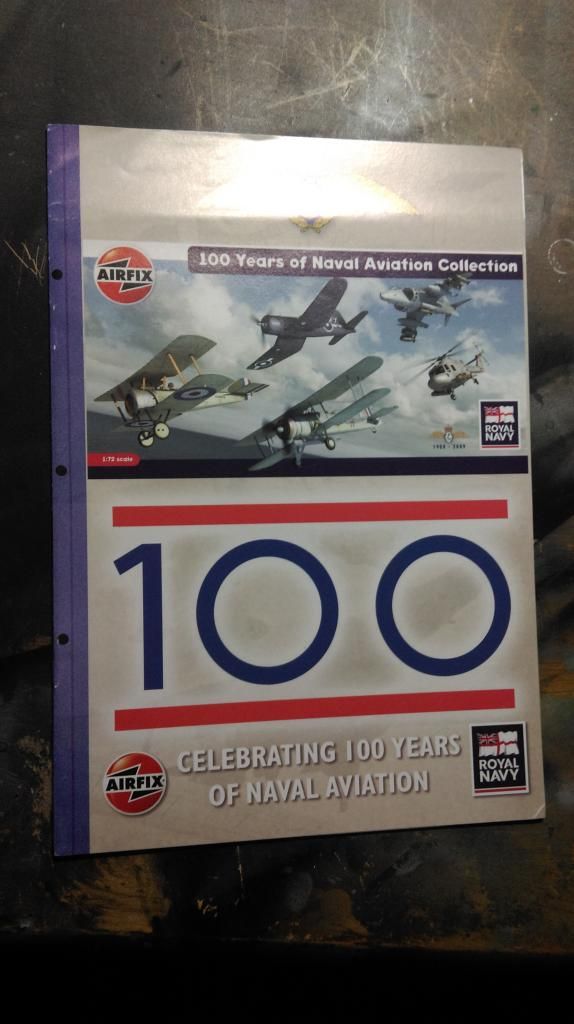 AIRFIX
100 Years of Naval Aviation Collection
ROYAL
NAVY
1:72 scale
1909 - 2009
100
CELEBRATING 100 YEARS
OF NAVAL AVIATION
AIRFIX
ROYAL
NAVY